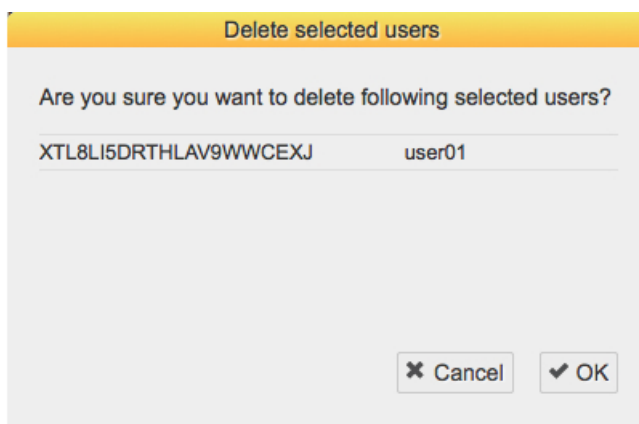 Delete selected users
Are you sure you want to delete following selected users?
XTL8LI5DRTHLAV9WWCEXJ user01
Cancel OK